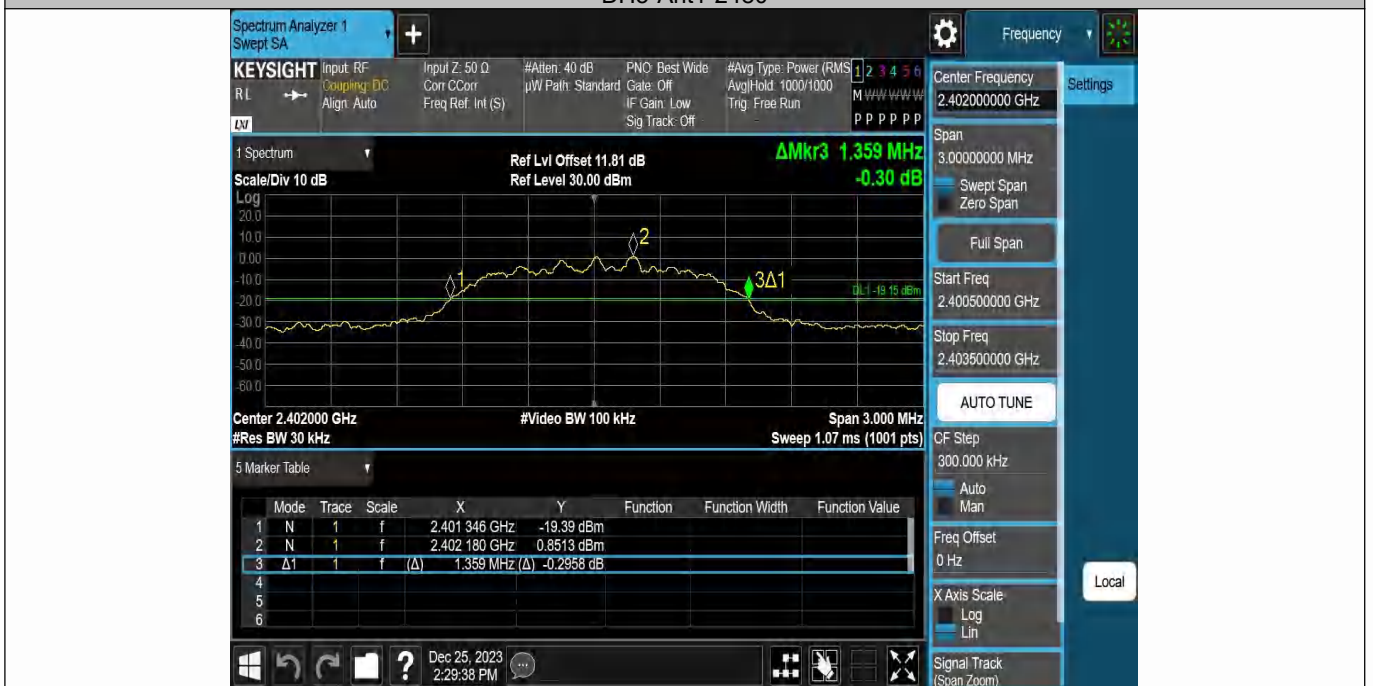 Spectrum Analyzer 1
Swept SA
+
Frequency
KEYSIGHT
RL
LXI
Input: RF
Coupling: DC
Align: Auto
Input Z: 50 Ω
Corr CCorr
Freq Ref: Int (S)
#Atten: 40 dB
µW Path: Standard
PNO: Best Wide
Gate: Off
IF Gain: Low
Sig Track: Off
#Avg Type: Power (RMS
Avg|Hold: 1000/1000
Trig: Free Run
1 2 3 4 5 6
M W W W W W
P P P P P P
1 Spectrum
Scale/Div 10 dB
Ref Lvl Offset 11.81 dB
Ref Level 30.00 dBm
ΔMkr3 1.359 MHz
-0.30 dB
Log
20.0
10.0
0.00
-10.0
-20.0
-30.0
-40.0
-50.0
-60.0
1
2
3Δ1
DL1 -19.15 dBm
Center 2.402000 GHz
#Res BW 30 kHz
#Video BW 100 kHz
Span 3.000 MHz
Sweep 1.07 ms (1001 pts)
5 Marker Table
Mode Trace Scale X Y Function Function Width Function Value
1 N 1 f 2.401 346 GHz -19.39 dBm
2 N 1 f 2.402 180 GHz 0.8513 dBm
3 Δ1 1 f (Δ) 1.359 MHz (Δ) -0.2958 dB
4
5
6
?
Dec 25, 2023
2:29:38 PM
Center Frequency
2.402000000 GHz
Settings
Span
3.00000000 MHz
Swept Span
Zero Span
Full Span
Start Freq
2.400500000 GHz
Stop Freq
2.403500000 GHz
AUTO TUNE
CF Step
300.000 kHz
Auto
Man
Freq Offset
0 Hz
X Axis Scale
Log
Lin
Local
Signal Track
(Span Zoom)